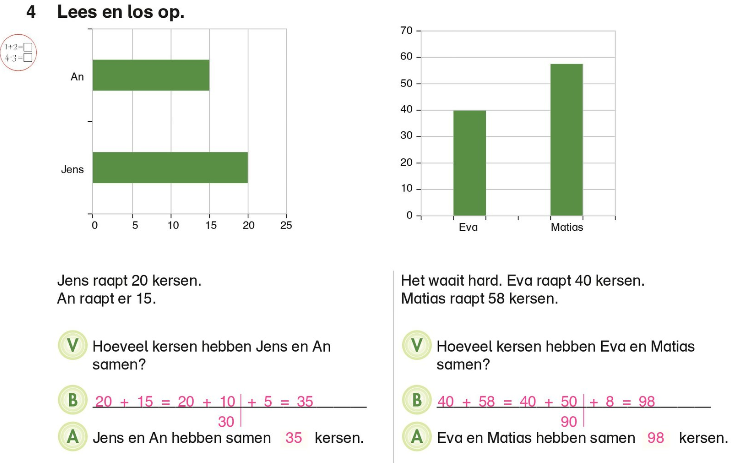 4 Lees en los op.
1+2=
4-3=
An
Jens
0 5 10 15 20 25
Jens raapt 20 kersen.
An raapt er 15.
V Hoeveel kersen hebben Jens en An
samen?
B 20 + 15 = 20 + 10 + 5 = 35
30
A Jens en An hebben samen 35 kersen.
70
60
50
40
30
20
10
0
Eva Matias
Het waait hard. Eva raapt 40 kersen.
Matias raapt 58 kersen.
V Hoeveel kersen hebben Eva en Matias
samen?
B 40 + 58 = 40 + 50 + 8 = 98
90
A Eva en Matias hebben samen 98 kersen.